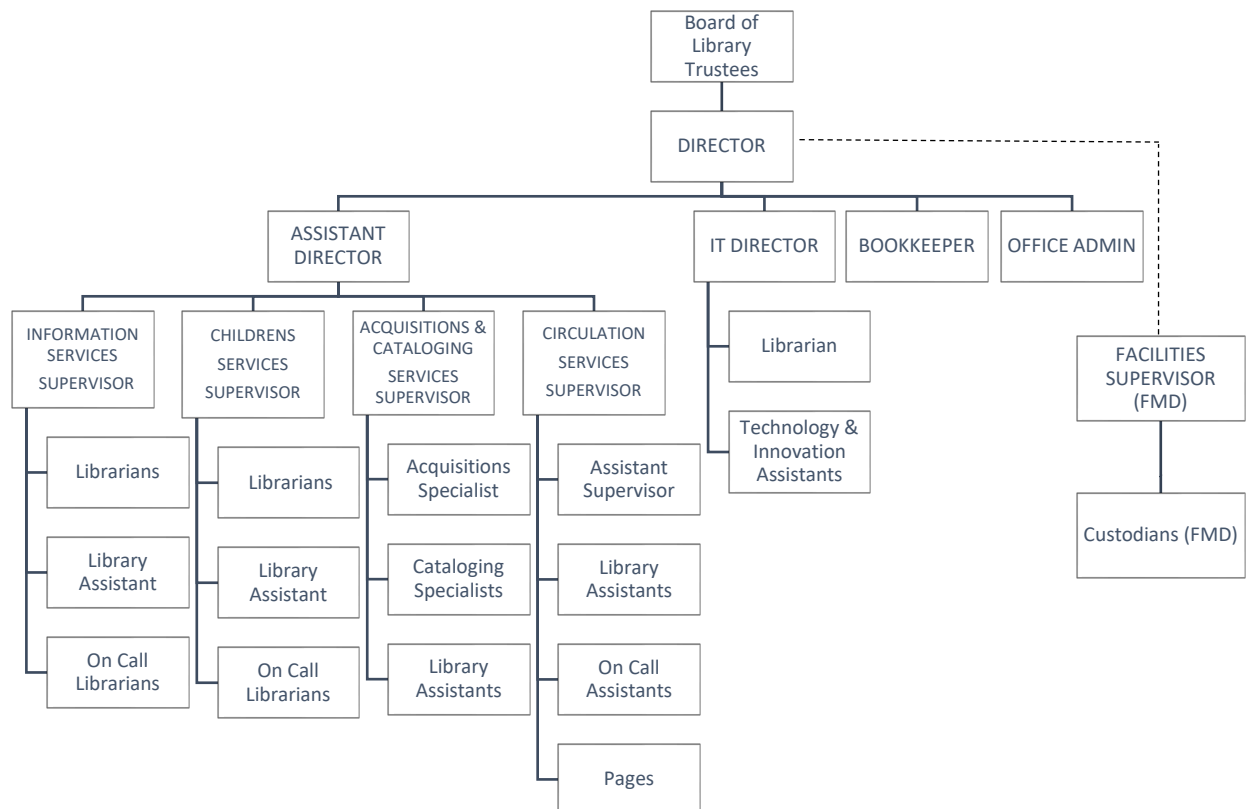 Board of
Library
Trustees
DIRECTOR
ASSISTANT
DIRECTOR
IT DIRECTOR
BOOKKEEPER
OFFICE ADMIN
INFORMATION
SERVICES
SUPERVISOR
CHILDRENS
SERVICES
SUPERVISOR
ACQUISITIONS &
CATALOGING
SERVICES
SUPERVISOR
CIRCULATION
SERVICES
SUPERVISOR
Librarian
Technology &
Innovation
Assistants
FACILITIES
SUPERVISOR
(FMD)
Custodians (FMD)
Librarians
Library
Assistant
On Call
Librarians
Librarians
Library
Assistant
On Call
Librarians
Acquisitions
Specialist
Cataloging
Specialists
Library
Assistants
Assistant
Supervisor
Library
Assistants
On Call
Assistants
Pages